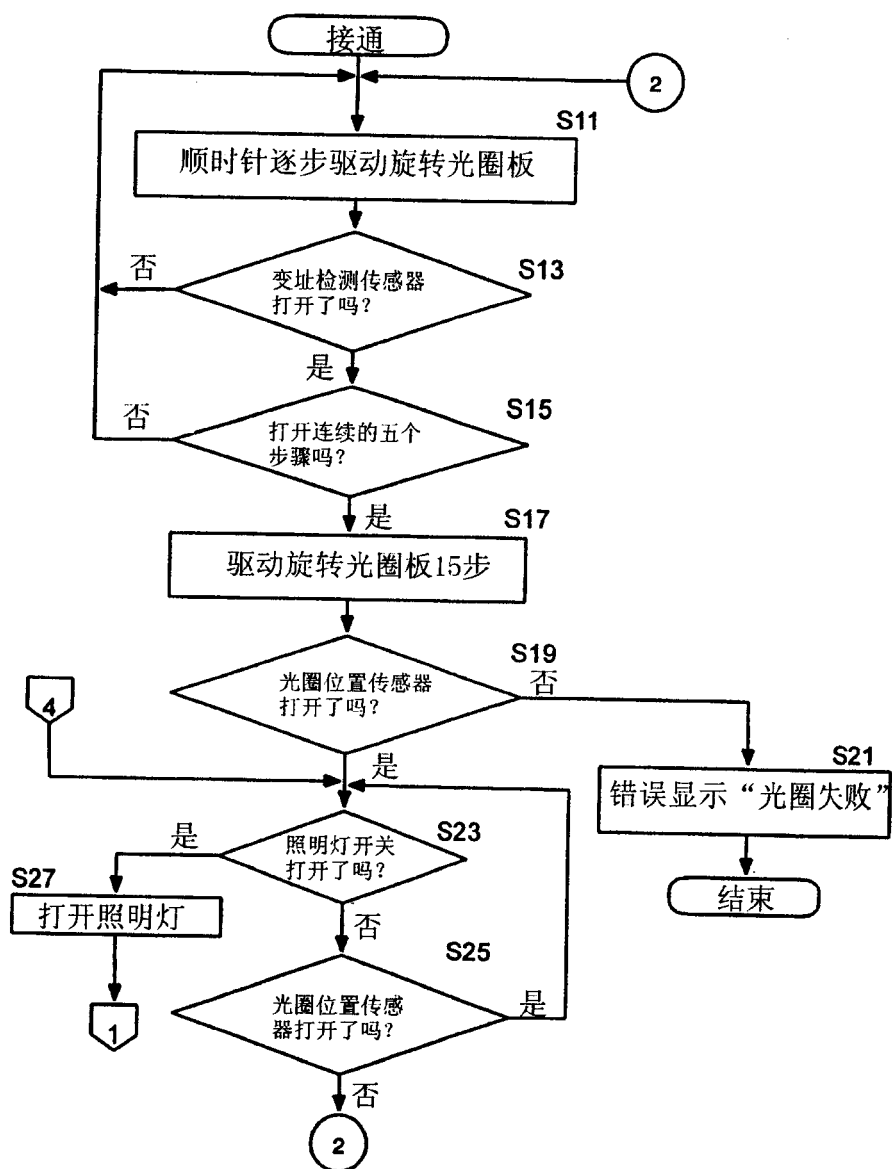 接通
2
S11
顺时针逐步驱动旋转光圈板
S13
否
变址检测传感器
打开了吗?
是
S15
否
打开连续的五个
步骤吗?
是
S17
驱动旋转光圈板15步
S19
否
光圈位置传感器
打开了吗?
4
是
S21
错误显示“光圈失败”
结束
S23
是
照明灯开关
打开了吗?
S27
打开照明灯
1
否
S25
光圈位置传感
器打开了吗?
是
否
2